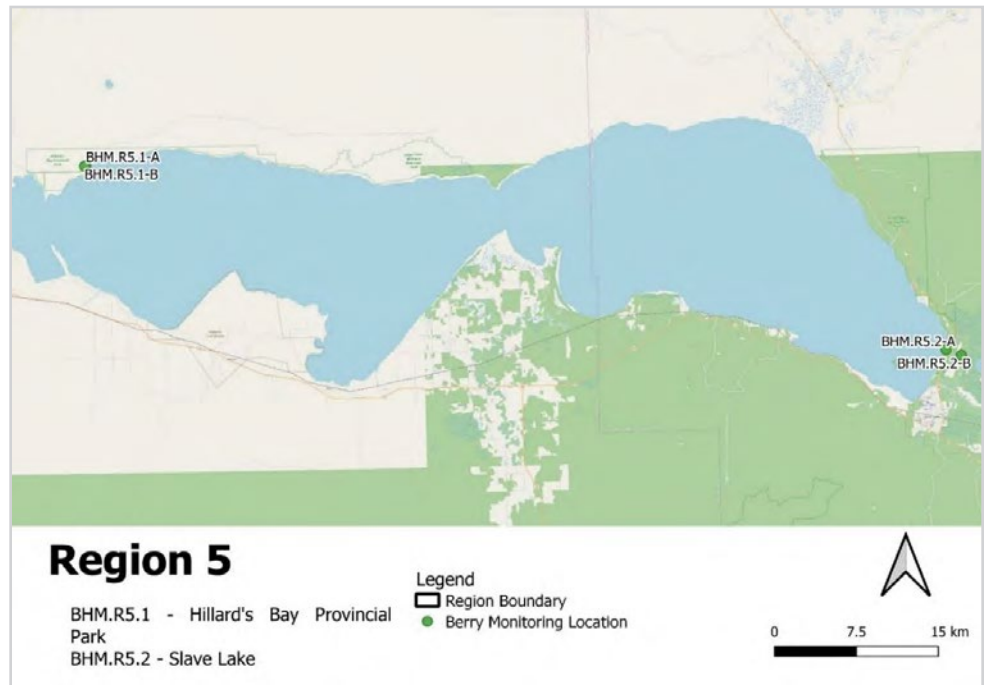 BHM.R5.1-A
BHM.R5.1-B
BHM.R5.2-A
BHM.R5.2-B
Region 5
BHM.R5.1 - Hillard's Bay Provincial
Park
BHM.R5.2 - Slave Lake
Legend
Region Boundary
Berry Monitoring Location
0 7.5 15 km